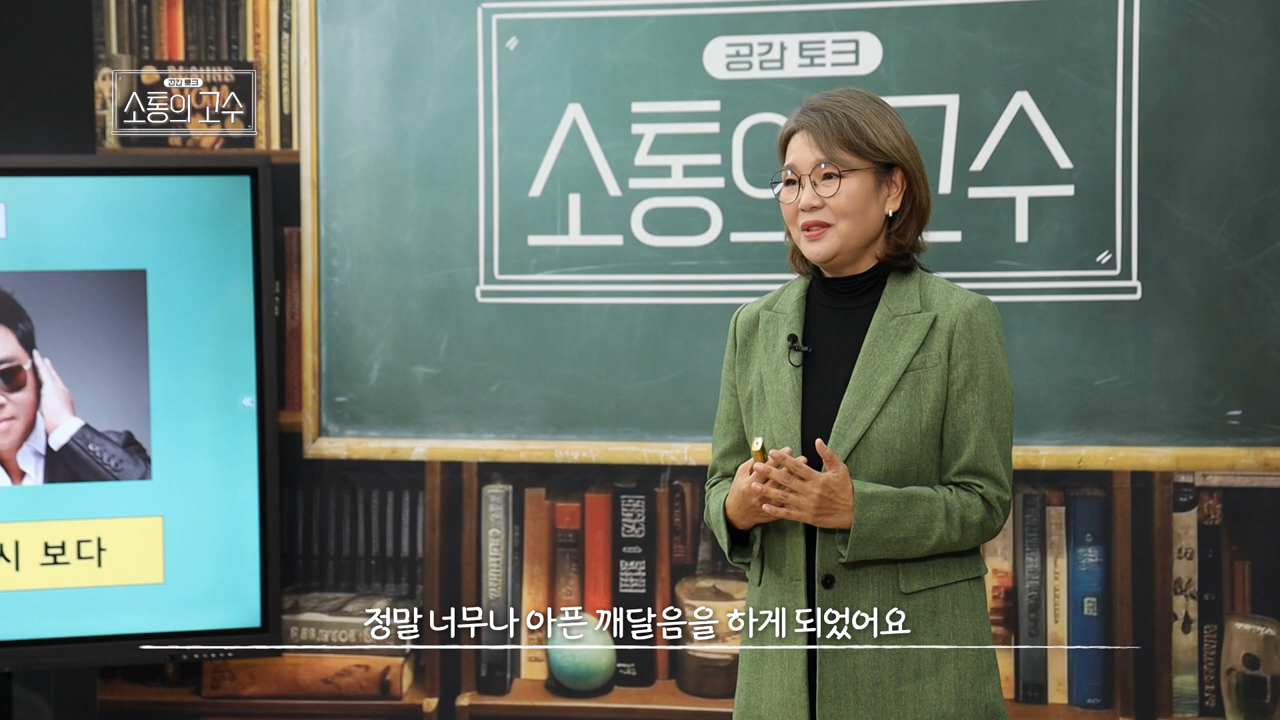 공감 토크
소통의 고수
공감 토크
소통의 고수
시 보다
정말 너무나 아픈 깨달음을 하게 되었어요